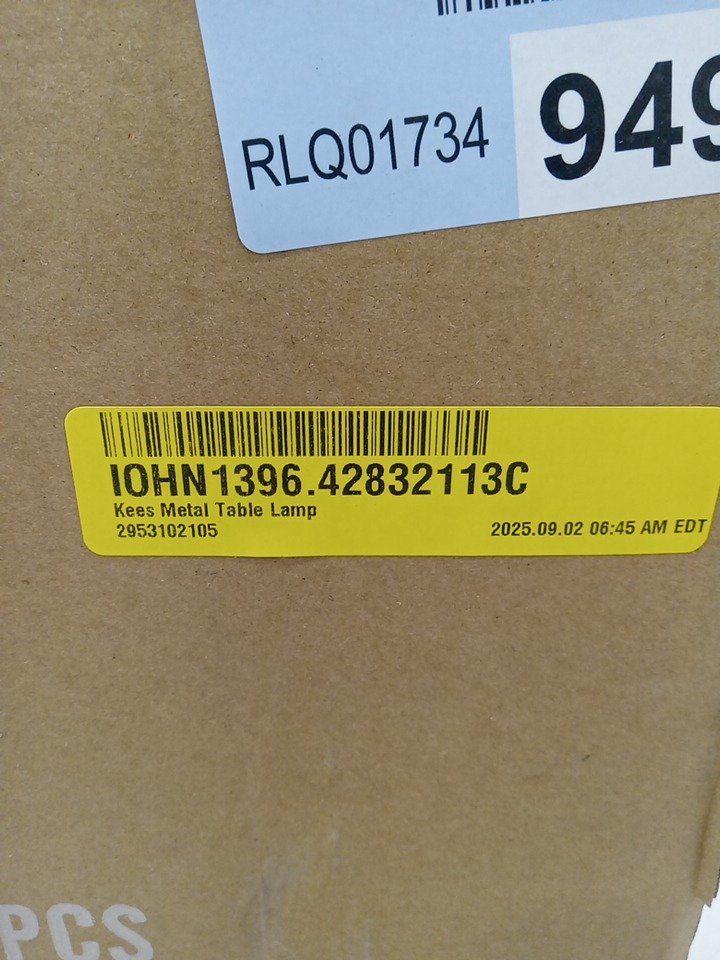 RLQ01734
949
IOHN1396.42832113C
Kees Metal Table Lamp
2953102105
2025.09.02 06:45 AM EDT
PCS